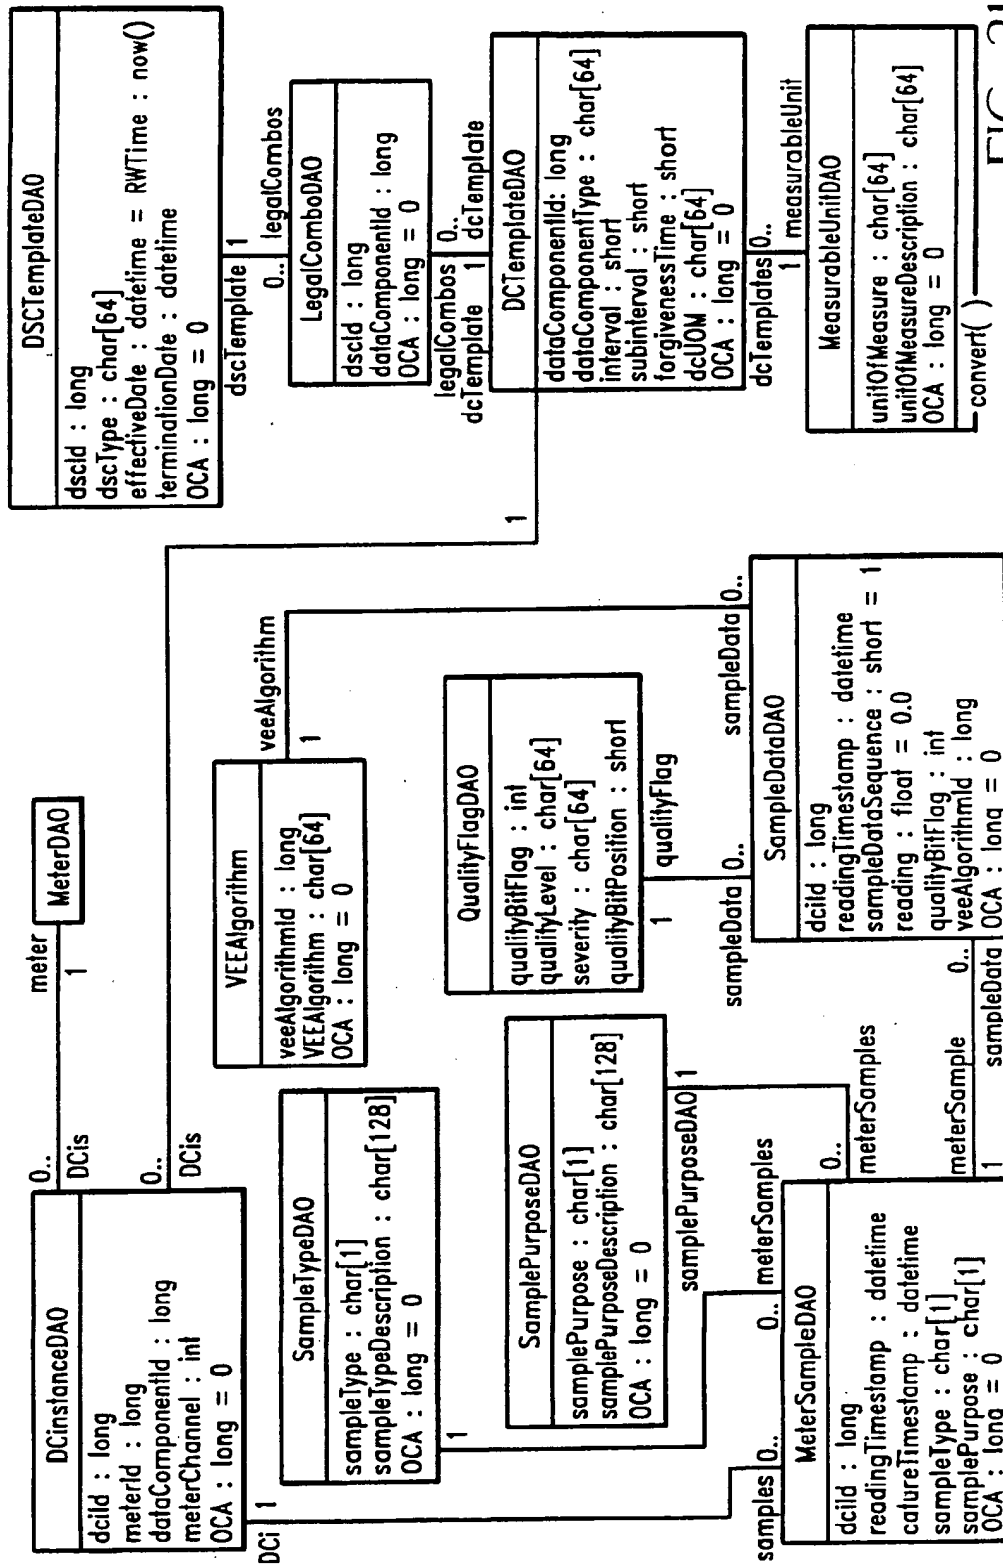 DCinstanceDAO
dciId : long
meterId : long
dataComponentId : long
meterChannel : int
OCA : long = 0
0..
DCis
meter
1
MeterDAO
0..
DCis
1
DCi
1
DSCTemplateDAO
dscId : long
dscType : char[64]
effectiveDate : datetime = RWTime : now()
terminationDate : datetime
OCA : long = 0
dscTemplate
1
0..
legalCombos
LegalComboDAO
dscId : long
dataComponentId : long
OCA : long = 0
legalCombos
0..
dcTemplate
1
dcTemplate
DCTemplateDAO
dataComponentId: long
dataComponentType : char[64]
interval : short
subinterval : short
forgivenessTime : short
dcUOM : char[64]
OCA : long = 0
dcTemplates
0..
1
measurableUnit
MeasurableUnitDAO
unitOfMeasure : char[64]
unitOfMeasureDescription : char[64]
OCA : long = 0
convert( )
VEEAlgorithm
veeAlgorithmId : long
VEEAlgorithm : char[64]
OCA : long = 0
veeAlgorithm
1
SampleTypeDAO
sampleType : char[1]
sampleTypeDescription : char[128]
OCA : long = 0
1
QualityFlagDAO
qualityBitFlag : int
qualityLevel : char[64]
severity : char[64]
qualityBitPosition : short
1
qualityFlag
sampleData
0..
sampleData
0..
SamplePurposeDAO
samplePurpose : char[1]
samplePurposeDescription : char[128]
OCA : long = 0
samplePurposeDAO
1
samples
0..
0..
meterSamples
0..
meterSamples
MeterSampleDAO
dciId : long
readingTimestamp : datetime
catureTimestamp : datetime
sampleType : char[1]
samplePurpose : char[1]
OCA : long = 0
meterSample
1
0..
sampleData
SampleDataDAO
dciId : long
readingTimestamp : datetime
sampleDataSequence : short = 1
reading : float = 0.0
qualityBitFlag : int
veeAlgorithmId : long
OCA : long = 0